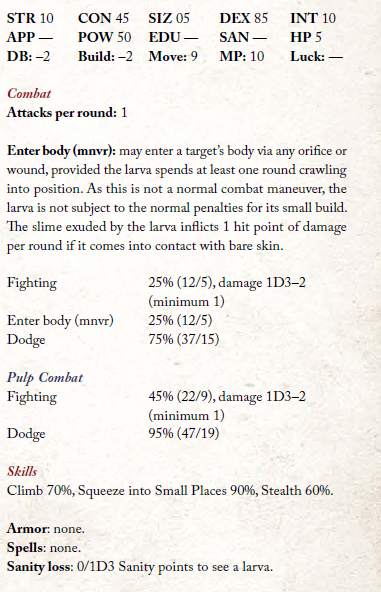 STR 10 CON 45 SIZ 05 DEX 85 INT 10
APP — POW 50 EDU — SAN — HP 5
DB: –2 Build: –2 Move: 9 MP: 10 Luck: —
Combat
Attacks per round: 1
Enter body (mnvr): may enter a target's body via any orifice or
wound, provided the larva spends at least one round crawling
into position. As this is not a normal combat maneuver, the
larva is not subject to the normal penalties for its small build.
The slime exuded by the larva inflicts 1 hit point of damage
per round if it comes into contact with bare skin.
Fighting 25% (12/5), damage 1D3–2
(minimum 1)
Enter body (mnvr) 25% (12/5)
Dodge 75% (37/15)
Pulp Combat
Fighting 45% (22/9), damage 1D3–2
(minimum 1)
Dodge 95% (47/19)
Skills
Climb 70%, Squeeze into Small Places 90%, Stealth 60%.
Armor: none.
Spells: none.
Sanity loss: 0/1D3 Sanity points to see a larva.